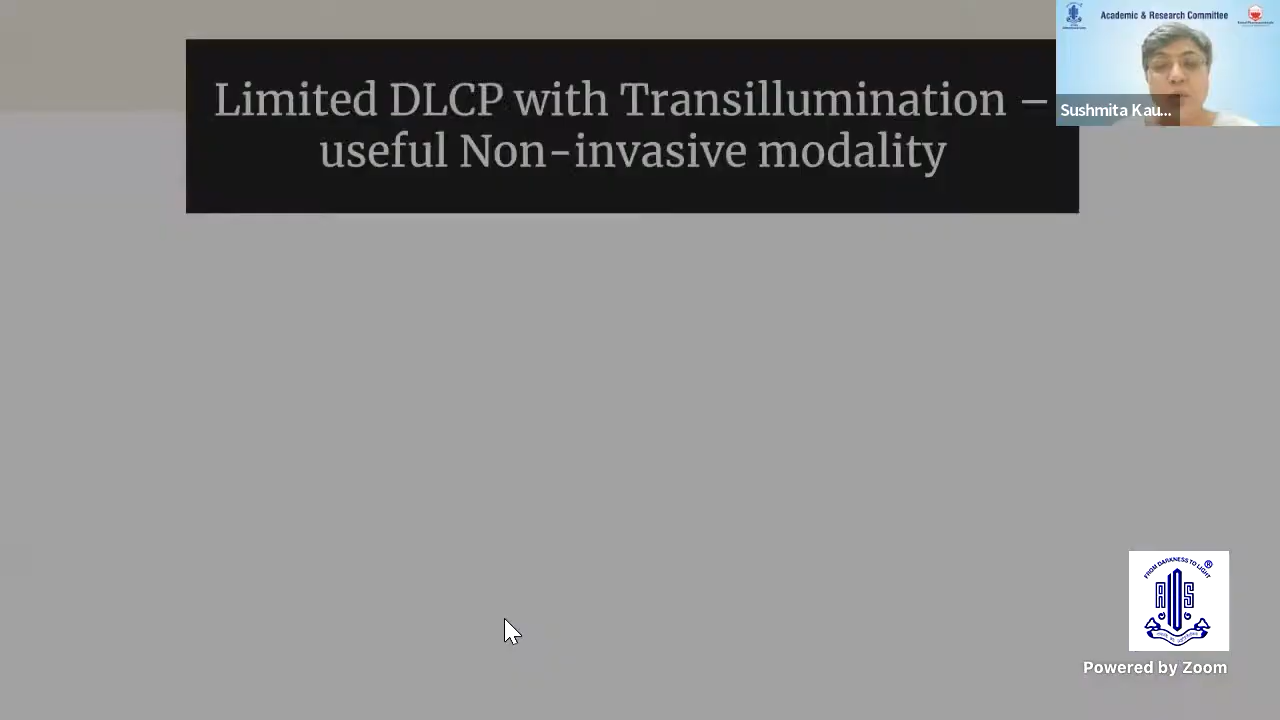 Limited DLCP with Transillumination –
useful Non-invasive modality
Academic & Research Committee
Sushmita Kau...
FROM DARKNESS TO LIGHT
®
AIOS
Powered by Zoom